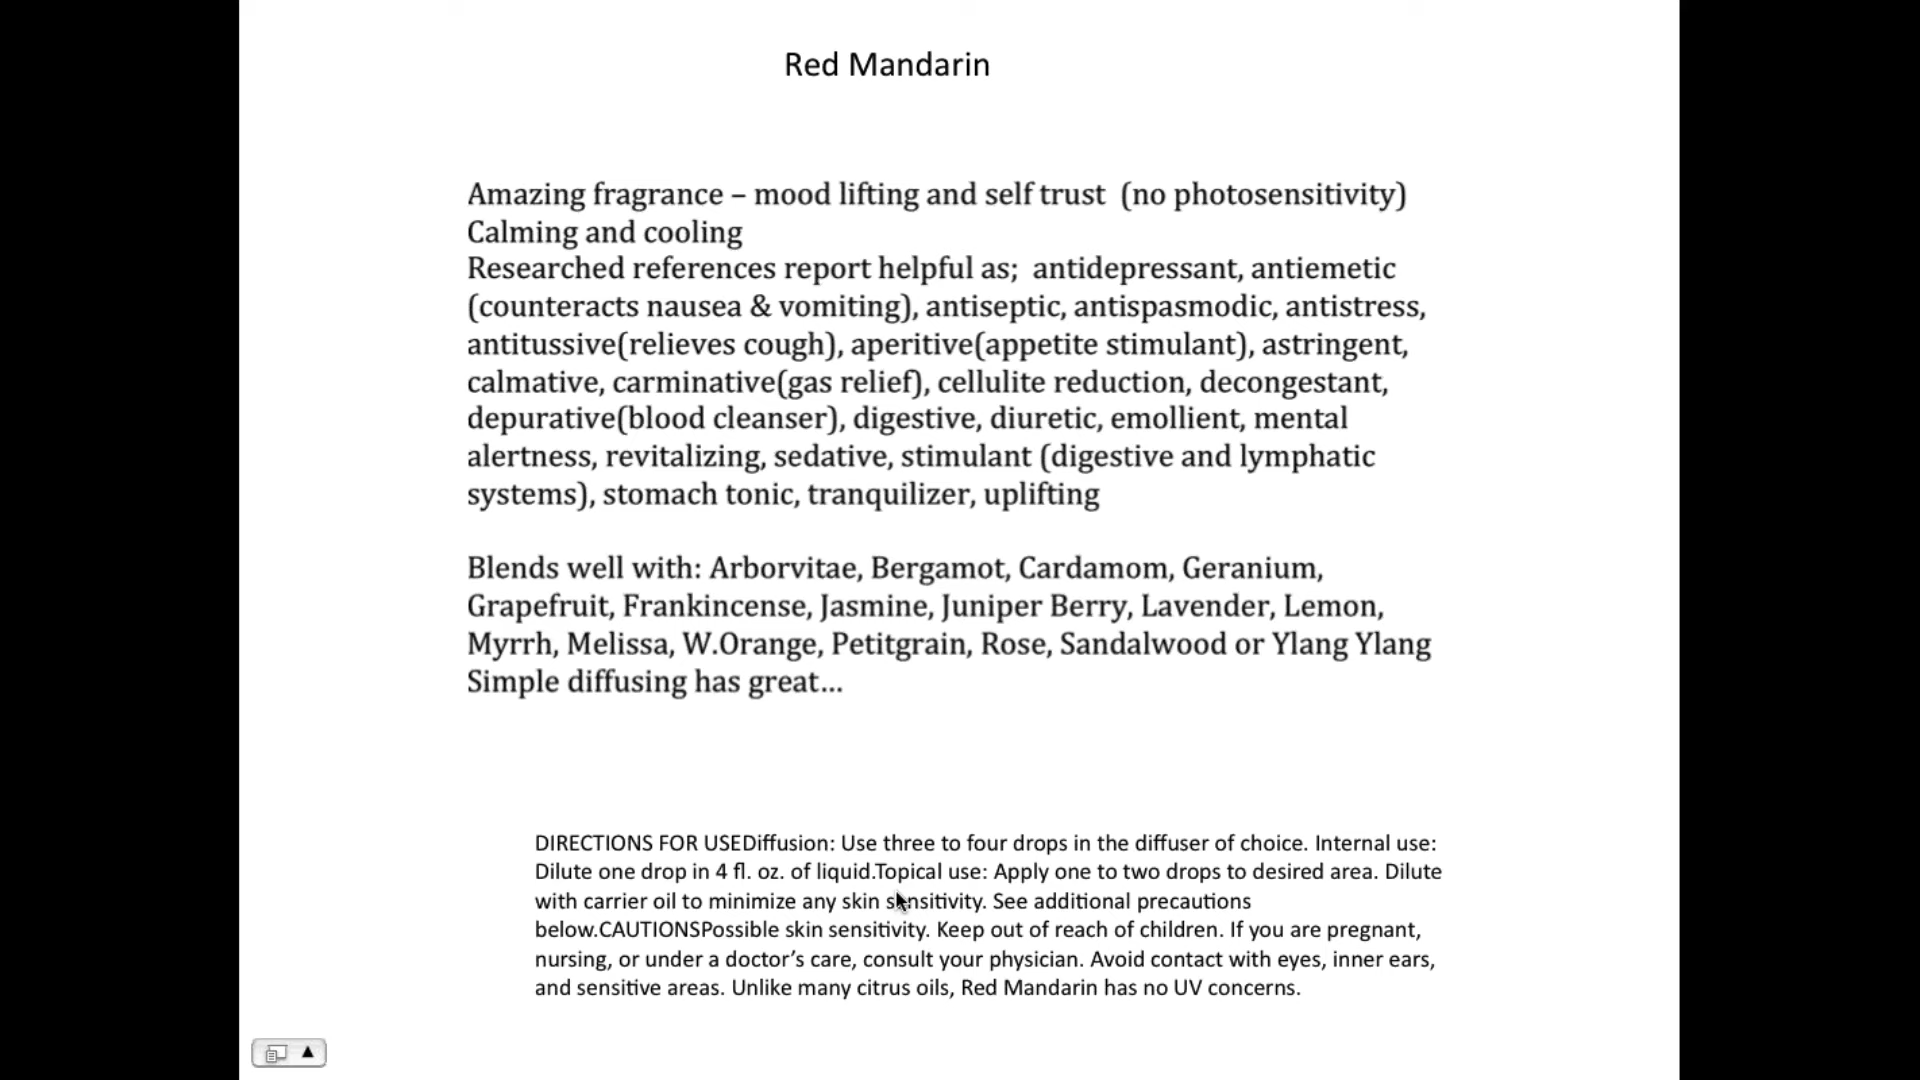 Red Mandarin
Amazing fragrance – mood lifting and self trust  (no photosensitivity)
Calming and cooling
Researched references report helpful as;  antidepressant, antiemetic
(counteracts nausea & vomiting), antiseptic, antispasmodic, antistress,
antitussive(relieves cough), aperitive(appetite stimulant), astringent,
calmative, carminative(gas relief), cellulite reduction, decongestant,
depurative(blood cleanser), digestive, diuretic, emollient, mental
alertness, revitalizing, sedative, stimulant (digestive and lymphatic
systems), stomach tonic, tranquilizer, uplifting
Blends well with: Arborvitae, Bergamot, Cardamom, Geranium,
Grapefruit, Frankincense, Jasmine, Juniper Berry, Lavender, Lemon,
Myrrh, Melissa, W.Orange, Petitgrain, Rose, Sandalwood or Ylang Ylang
Simple diffusing has great…
DIRECTIONS FOR USEDiffusion: Use three to four drops in the diffuser of choice. Internal use:
Dilute one drop in 4 fl. oz. of liquid.Topical use: Apply one to two drops to desired area. Dilute
with carrier oil to minimize any skin sensitivity. See additional precautions
below.CAUTIONSPossible skin sensitivity. Keep out of reach of children. If you are pregnant,
nursing, or under a doctor’s care, consult your physician. Avoid contact with eyes, inner ears,
and sensitive areas. Unlike many citrus oils, Red Mandarin has no UV concerns.